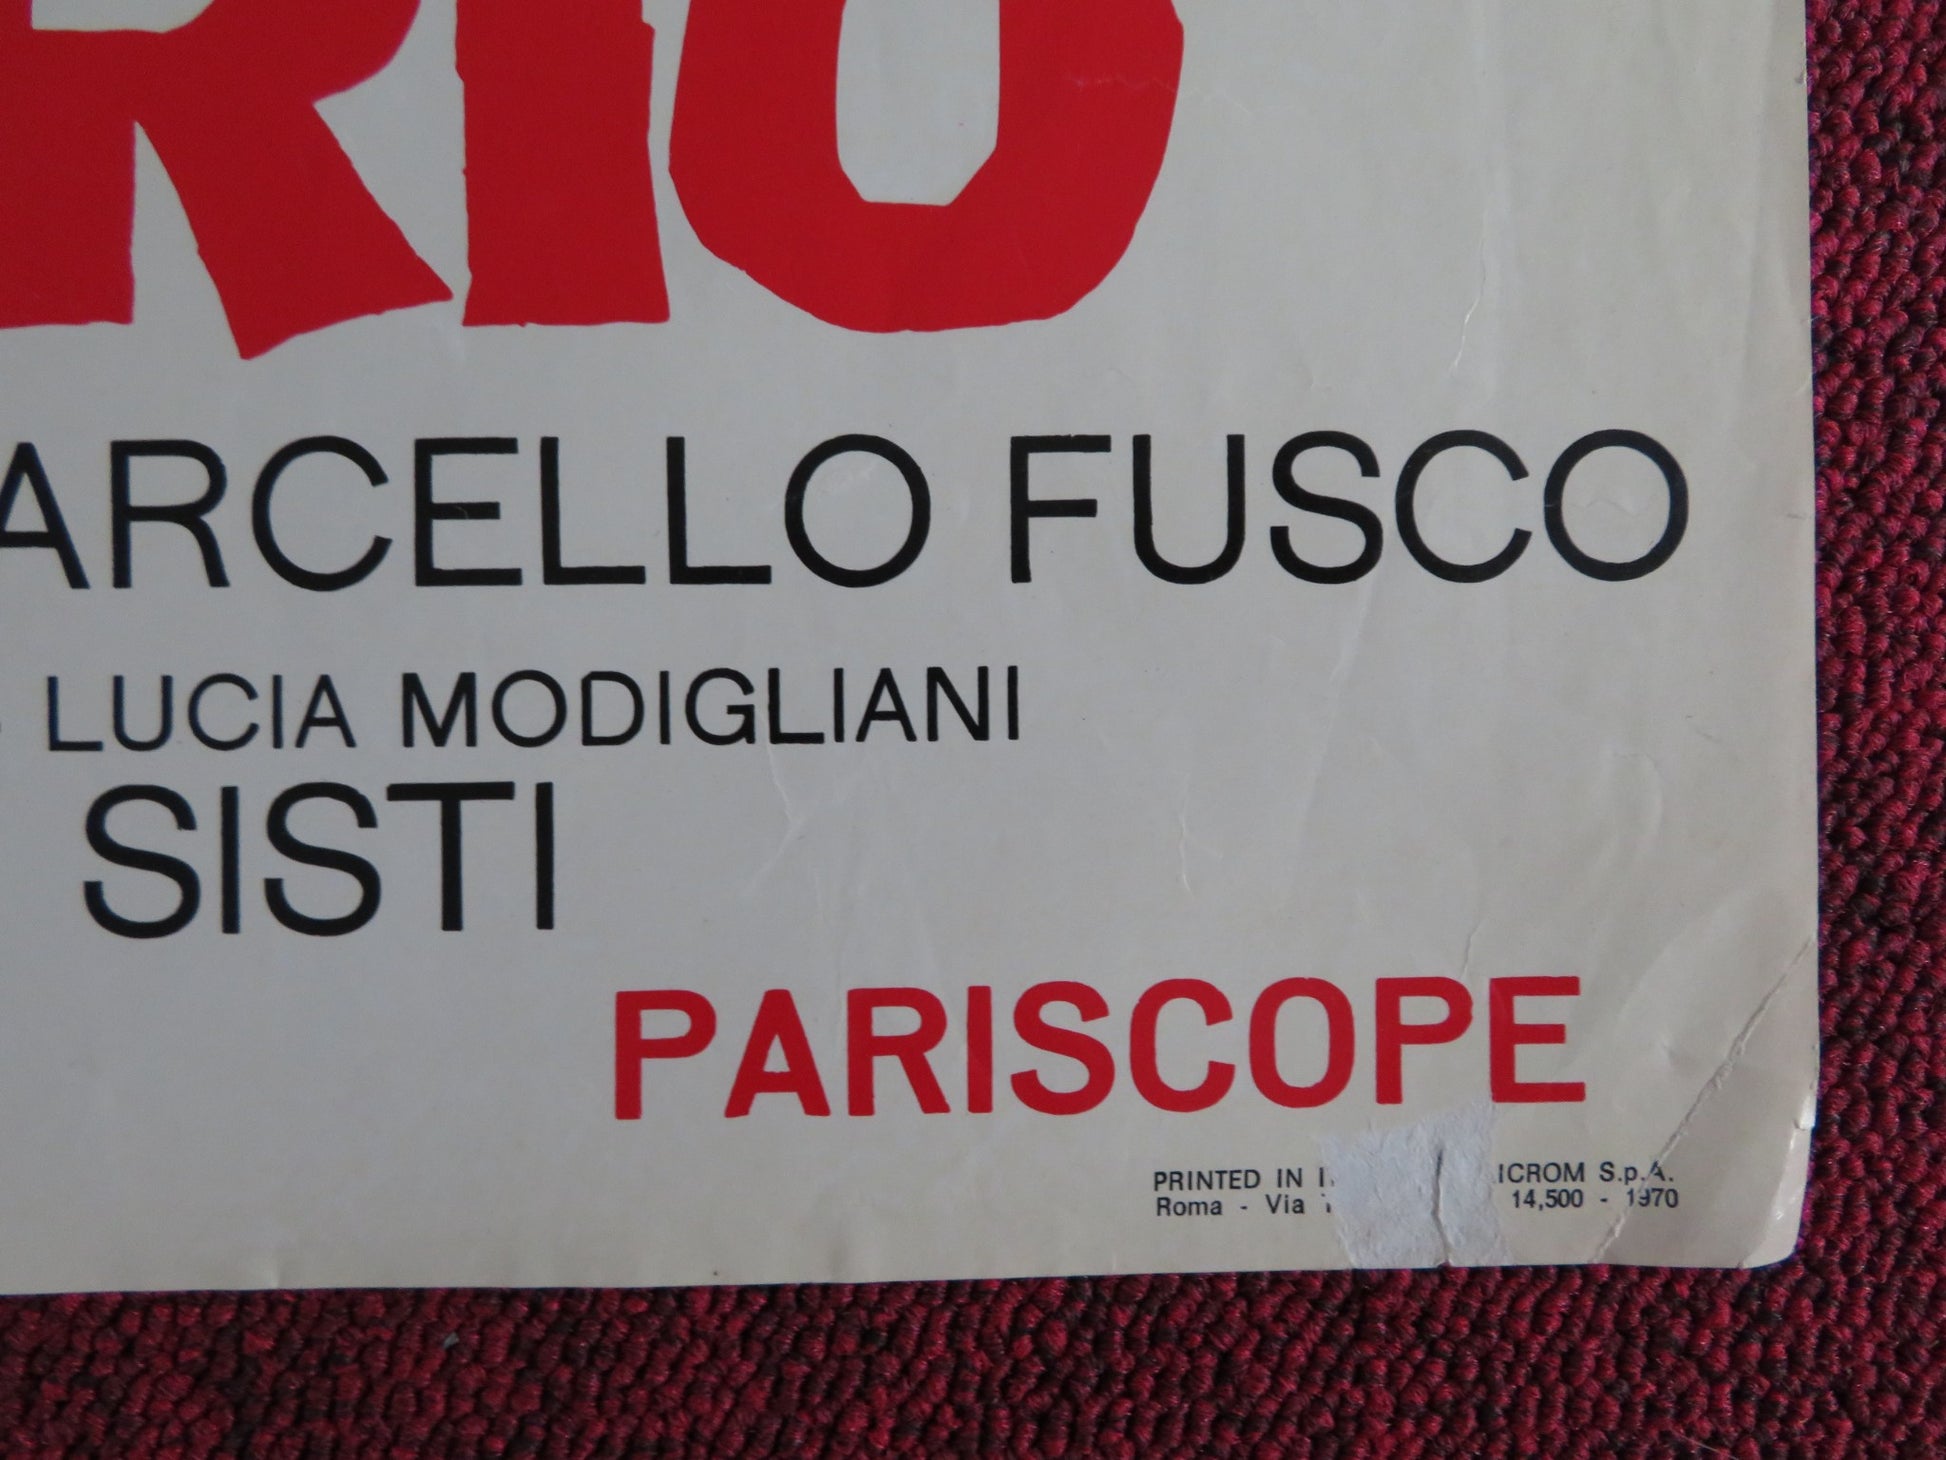 RIO
ARCELLO FUSCO
- LUCIA MODIGLIANI
SISTI
PARISCOPE
PRINTED IN ICROM S.p.A.
Roma - Via 14,500 - 1970